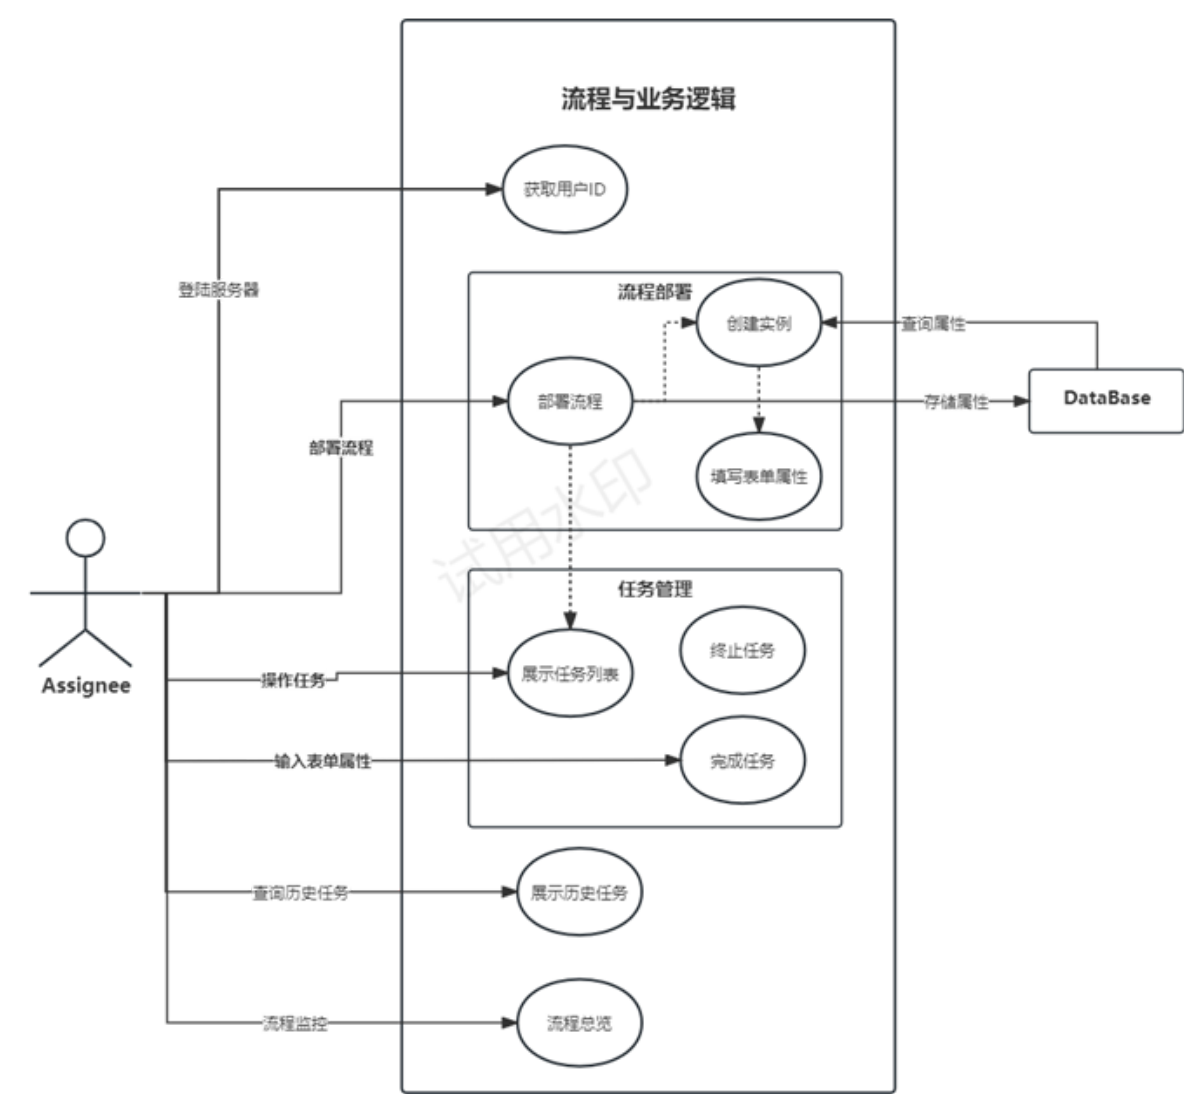 流程与业务逻辑
获取用户ID
登陆服务器
流程部署
创建实例
查询属性
DataBase
部署流程
存储属性
部署流程
填写表单属性
试用水印
任务管理
终止任务
展示任务列表
操作任务
Assignee
输入表单属性
完成任务
查询历史任务
展示历史任务
流程监控
流程总览